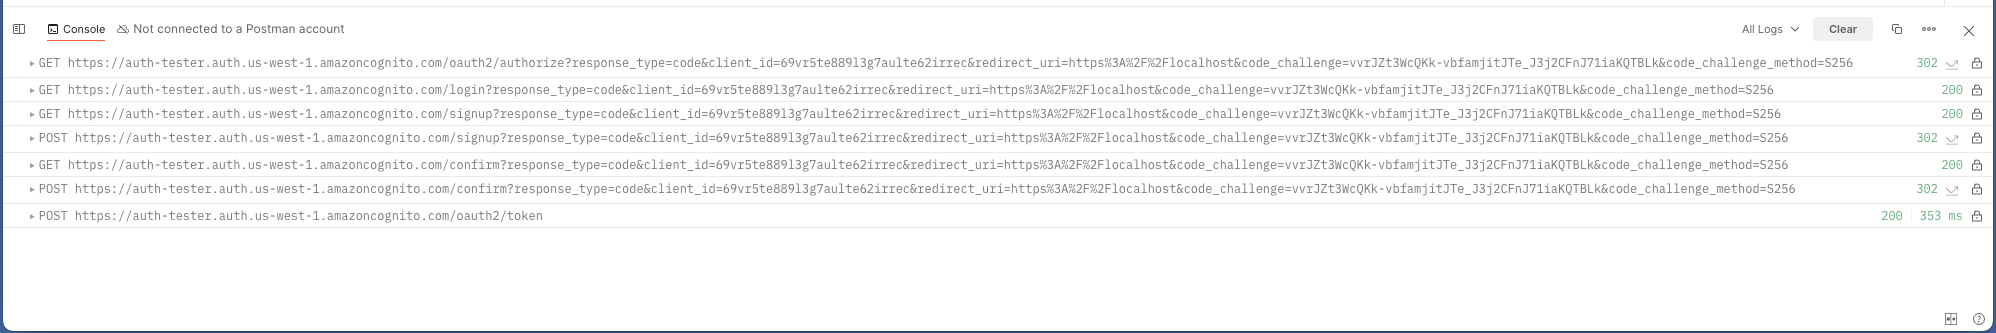 Console Not connected to a Postman account All Logs Clear
GET https://auth-tester.auth.us-west-1.amazoncognito.com/oauth2/authorize?response_type=code&client_id=69vr5te889l3g7aulte62irrec&redirect_uri=https%3A%2F%2Flocalhost&code_challenge=vvrJZt3WcQKk-vbfamjitJTe_J3j2CFnJ71iaKQTBLk&code_challenge_method=S256 302
GET https://auth-tester.auth.us-west-1.amazoncognito.com/login?response_type=code&client_id=69vr5te889l3g7aulte62irrec&redirect_uri=https%3A%2F%2Flocalhost&code_challenge=vvrJZt3WcQKk-vbfamjitJTe_J3j2CFnJ71iaKQTBLk&code_challenge_method=S256 200
GET https://auth-tester.auth.us-west-1.amazoncognito.com/signup?response_type=code&client_id=69vr5te889l3g7aulte62irrec&redirect_uri=https%3A%2F%2Flocalhost&code_challenge=vvrJZt3WcQKk-vbfamjitJTe_J3j2CFnJ71iaKQTBLk&code_challenge_method=S256 200
POST https://auth-tester.auth.us-west-1.amazoncognito.com/signup?response_type=code&client_id=69vr5te889l3g7aulte62irrec&redirect_uri=https%3A%2F%2Flocalhost&code_challenge=vvrJZt3WcQKk-vbfamjitJTe_J3j2CFnJ71iaKQTBLk&code_challenge_method=S256 302
GET https://auth-tester.auth.us-west-1.amazoncognito.com/confirm?response_type=code&client_id=69vr5te889l3g7aulte62irrec&redirect_uri=https%3A%2F%2Flocalhost&code_challenge=vvrJZt3WcQKk-vbfamjitJTe_J3j2CFnJ71iaKQTBLk&code_challenge_method=S256 200
POST https://auth-tester.auth.us-west-1.amazoncognito.com/confirm?response_type=code&client_id=69vr5te889l3g7aulte62irrec&redirect_uri=https%3A%2F%2Flocalhost&code_challenge=vvrJZt3WcQKk-vbfamjitJTe_J3j2CFnJ71iaKQTBLk&code_challenge_method=S256 302
POST https://auth-tester.auth.us-west-1.amazoncognito.com/oauth2/token 200 353 ms